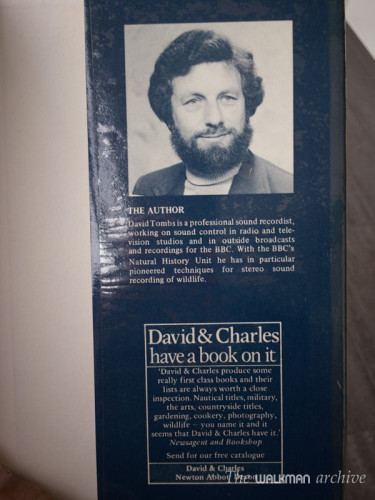 THE AUTHOR
David Tombs is a professional sound recordist,
working on sound control in radio and tele-
vision studios and in outside broadcasts
and recordings for the BBC. With the BBC's
Natural History Unit he has in particular
pioneered techniques for stereo sound
recording of wildlife.
David & Charles
have a book on it
'David & Charles produce some
really first class books and their
lists are always worth a close
inspection. Nautical titles, military,
the arts, countryside titles,
gardening, cookery, photography,
wildlife – you name it and it
seems that David & Charles have it.'
Newsagent and Bookshop
Send for our free catalogue
David & Charles
Newton Abbot Devon
The WALKMAN archive